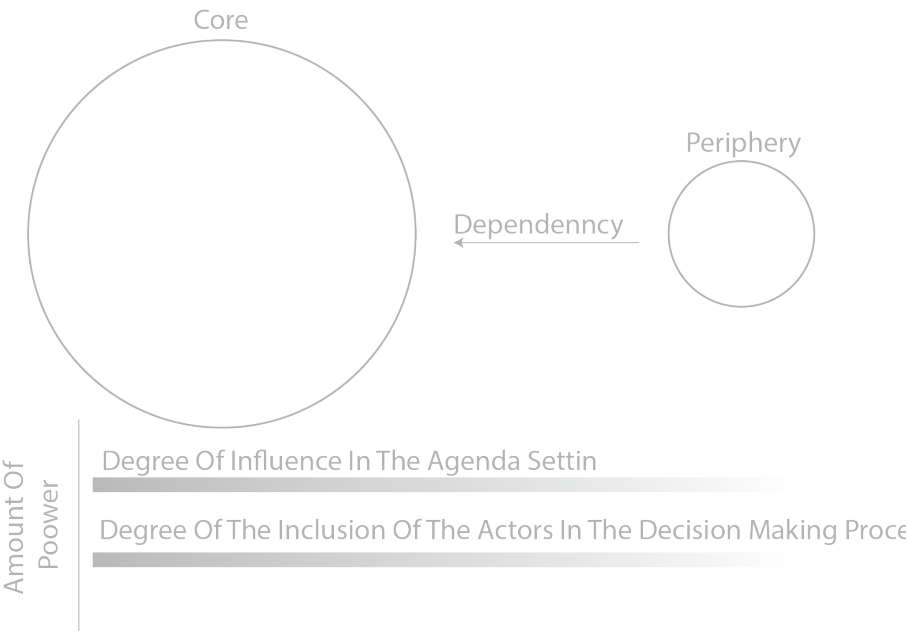 Core
Periphery
Dependenncy
Degree Of Influence In The Agenda Settin
Degree Of The Inclusion Of The Actors In The Decision Making Proce
Amount Of
Poower